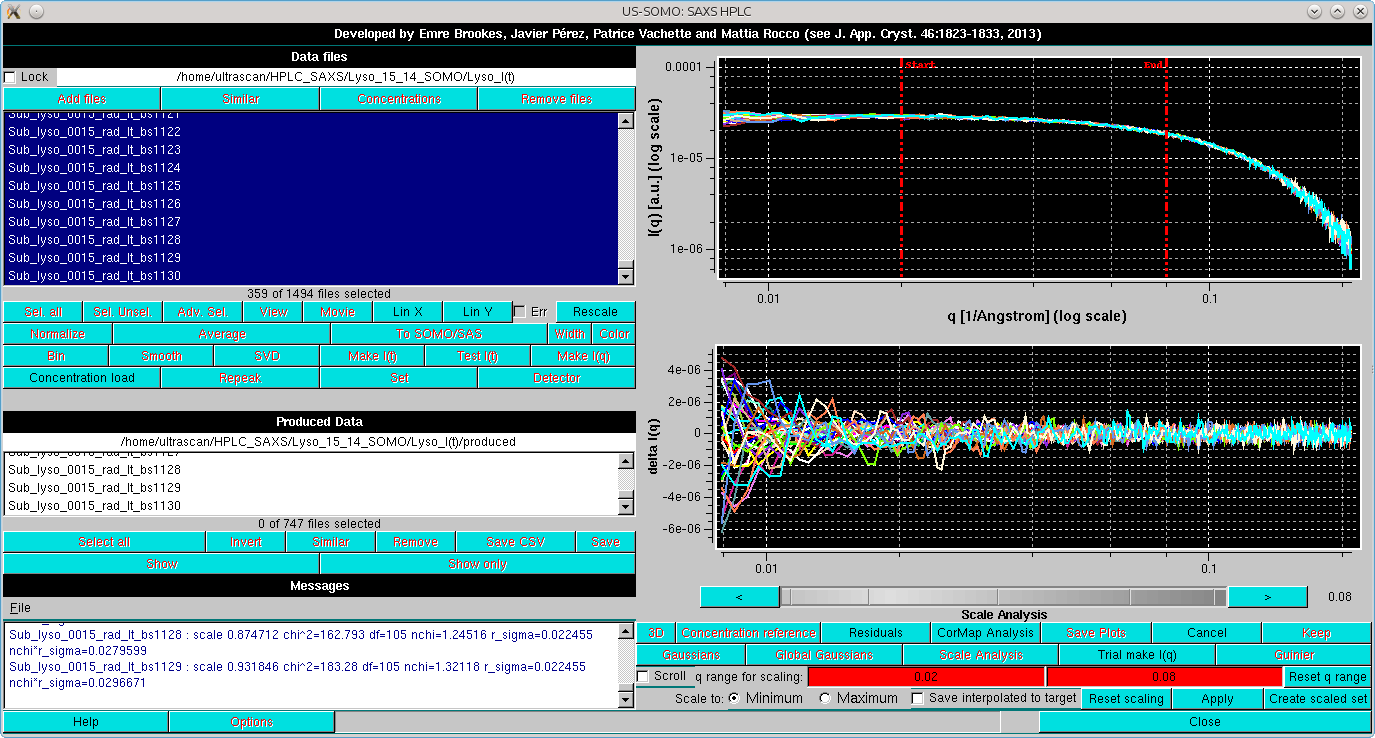 US-SOMO: SAXS HPLC
Developed by Emre Brookes, Javier Pérez, Patrice Vachette and Mattia Rocco (see J. App. Cryst. 46:1823-1833, 2013)
Data files
Lock /home/ultrascan/HPLC_SAXS/Lyso_15_14_SOMO/Lyso_I(t)
Add files Similar Concentrations Remove files
Sub_lyso_0015_rad_lt_bs1121
Sub_lyso_0015_rad_lt_bs1122
Sub_lyso_0015_rad_lt_bs1123
Sub_lyso_0015_rad_lt_bs1124
Sub_lyso_0015_rad_lt_bs1125
Sub_lyso_0015_rad_lt_bs1126
Sub_lyso_0015_rad_lt_bs1127
Sub_lyso_0015_rad_lt_bs1128
Sub_lyso_0015_rad_lt_bs1129
Sub_lyso_0015_rad_lt_bs1130
359 of 1494 files selected
Sel. all Sel. Unsel. Adv. Sel. View Movie Lin X Lin Y Err Rescale
Normalize Average To SOMO/SAS Width Color
Bin Smooth SVD Make I(t) Test I(t) Make I(q)
Concentration load Repeak Set Detector
Produced Data
/home/ultrascan/HPLC_SAXS/Lyso_15_14_SOMO/Lyso_I(t)/produced
Sub_lyso_0015_rad_lt_bs1127
Sub_lyso_0015_rad_lt_bs1128
Sub_lyso_0015_rad_lt_bs1129
Sub_lyso_0015_rad_lt_bs1130
0 of 747 files selected
Select all Invert Similar Remove Save CSV Save
Show Show only
Messages
File
Sub_lyso_0015_rad_lt_bs1128 : scale 0.874712 chi^2=162.793 df=105 nchi=1.24516 r_sigma=0.022455
nchi*r_sigma=0.0279599
Sub_lyso_0015_rad_lt_bs1129 : scale 0.931846 chi^2=183.28 df=105 nchi=1.32118 r_sigma=0.022455
nchi*r_sigma=0.0296671
Help Options
I(q) [a.u.] (log scale)
0.0001
1e-05
1e-06
Start End
0.01 0.1
q [1/Angstrom] (log scale)
delta I(q)
4e-06
2e-06
0
-2e-06
-4e-06
-6e-06
0.01 0.1
< > 0.08
Scale Analysis
3D Concentration reference Residuals CorMap Analysis Save Plots Cancel Keep
Gaussians Global Gaussians Scale Analysis Trial make I(q) Guinier
Scroll q range for scaling: 0.02 0.08 Reset q range
Scale to: Minimum Maximum Save interpolated to target Reset scaling Apply Create scaled set
Close